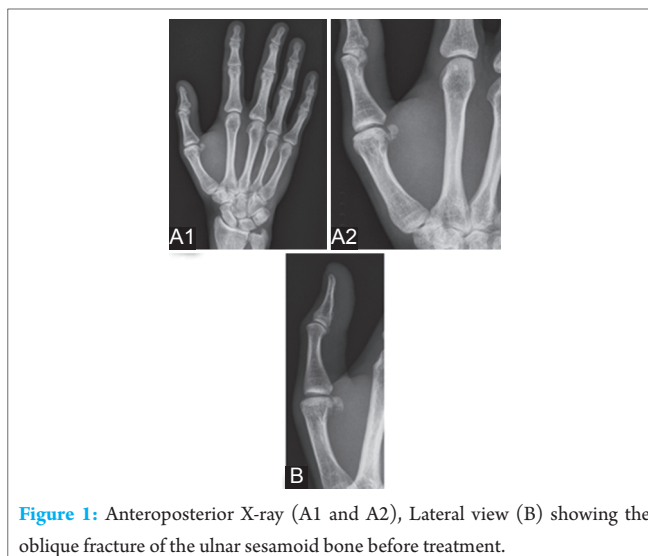 A1
A2
B
Figure 1: Anteroposterior X-ray (A1 and A2), Lateral view (B) showing the
oblique fracture of the ulnar sesamoid bone before treatment.